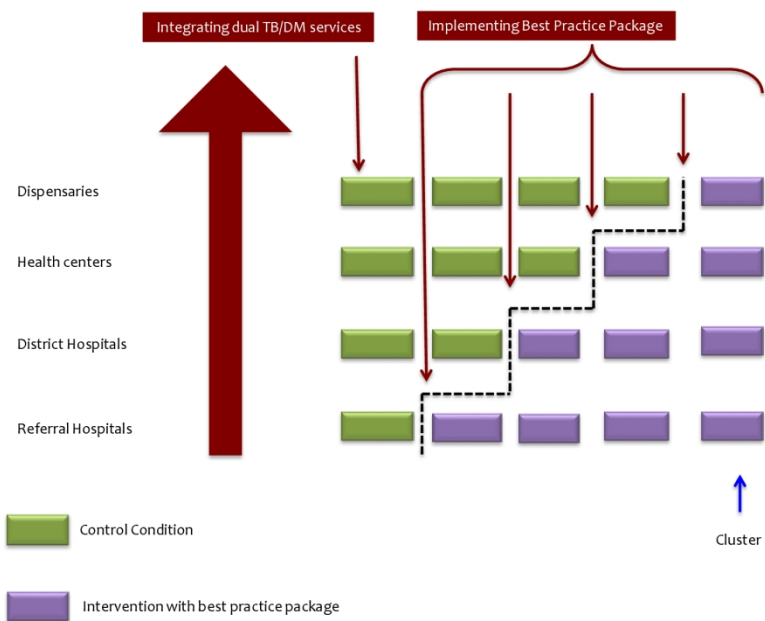 Integrating dual TB/DM services
Implementing Best Practice Package
Dispensaries
Health centers
District Hospitals
Referral Hospitals
Control Condition
Cluster
Intervention with best practice package